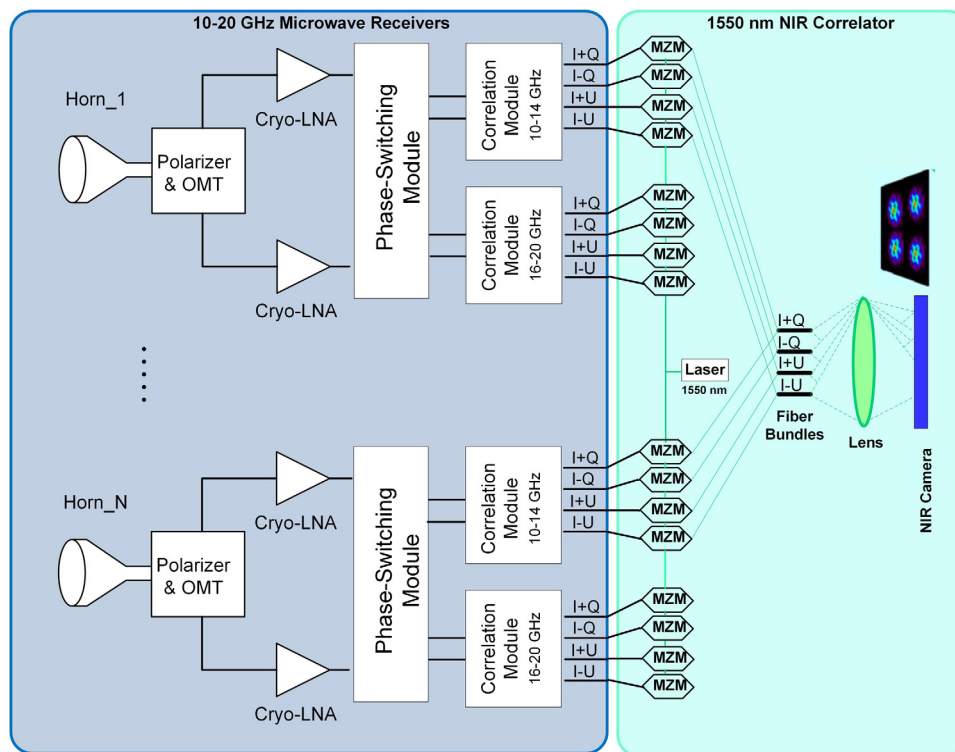 10-20 GHz Microwave Receivers
1550 nm NIR Correlator
Horn_1
Polarizer
& OMT
Cryo-LNA
Cryo-LNA
Phase-Switching
Module
Correlation
Module
10-14 GHz
I+Q
I-Q
I+U
I-U
MZM
MZM
MZM
MZM
Correlation
Module
16-20 GHz
I+Q
I-Q
I+U
I-U
MZM
MZM
MZM
MZM
Laser
1550 nm
I+Q
I-Q
I+U
I-U
Fiber
Bundles
Lens
NIR Camera
Horn_N
Polarizer
& OMT
Cryo-LNA
Cryo-LNA
Phase-Switching
Module
Correlation
Module
10-14 GHz
I+Q
I-Q
I+U
I-U
MZM
MZM
MZM
MZM
Correlation
Module
16-20 GHz
I+Q
I-Q
I+U
I-U
MZM
MZM
MZM
MZM